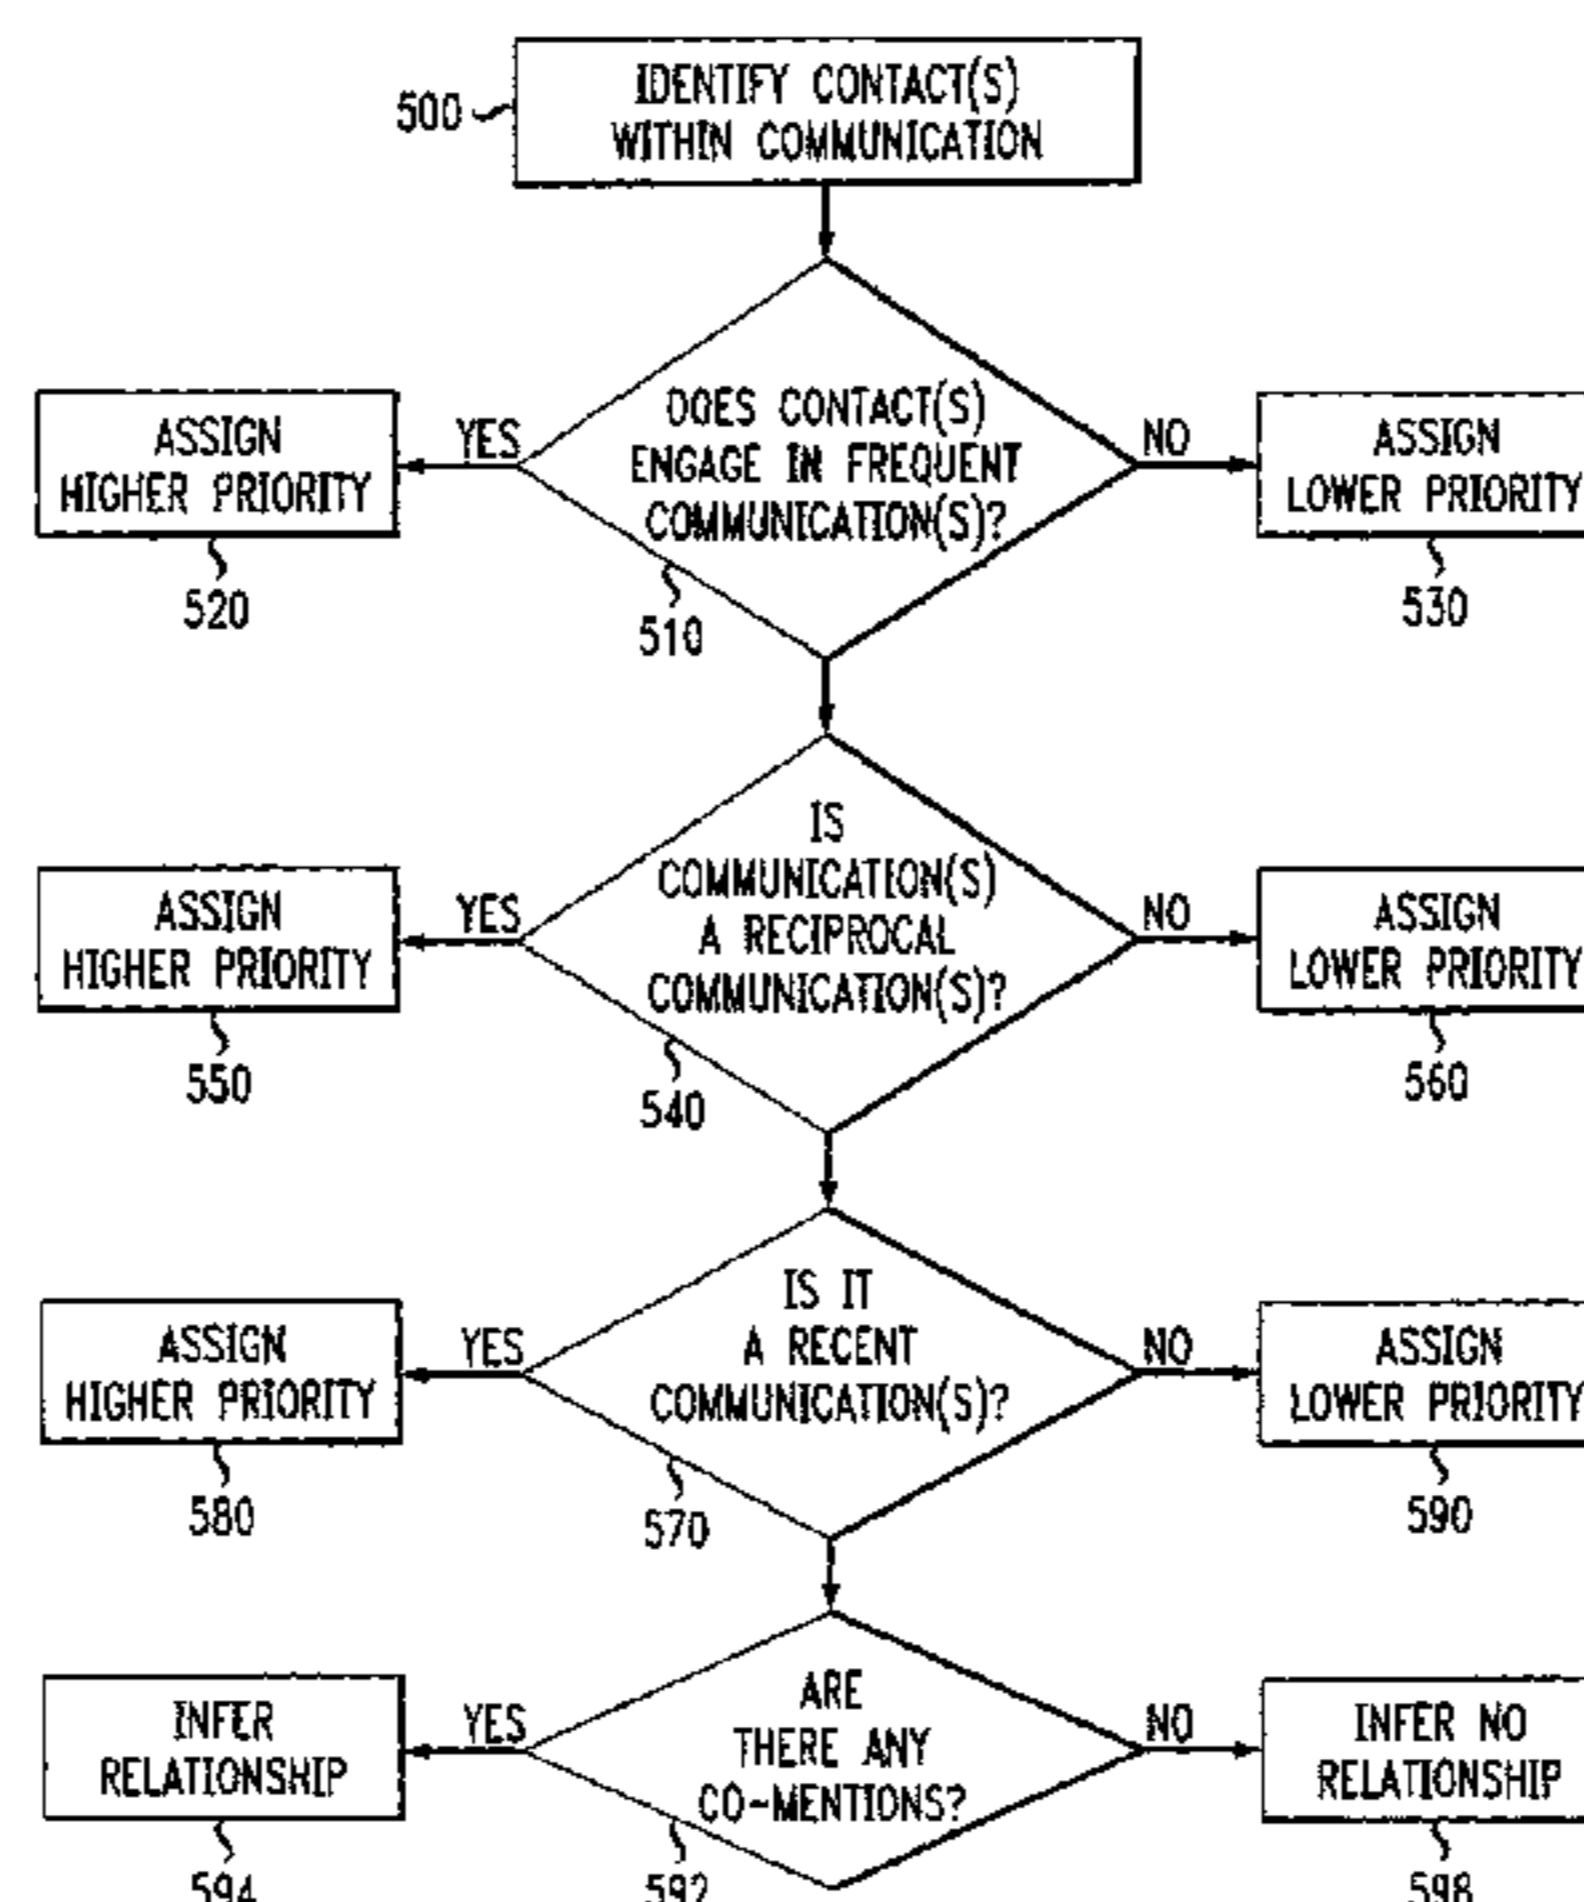 500
IDENTIFY CONTACT(S)
WITHIN COMMUNICATION
DOES CONTACT(S)
ENGAGE IN FREQUENT
COMMUNICATION(S)?
510
YES
ASSIGN
HIGHER PRIORITY
520
NO
ASSIGN
LOWER PRIORITY
530
IS
COMMUNICATION(S)
A RECIPROCAL
COMMUNICATION(S)?
540
YES
ASSIGN
HIGHER PRIORITY
550
NO
ASSIGN
LOWER PRIORITY
560
IS IT
A RECENT
COMMUNICATION(S)?
570
YES
ASSIGN
HIGHER PRIORITY
580
NO
ASSIGN
LOWER PRIORITY
590
ARE
THERE ANY
CO-MENTIONS?
592
YES
INFER
RELATIONSHIP
594
NO
INFER NO
RELATIONSHIP
598